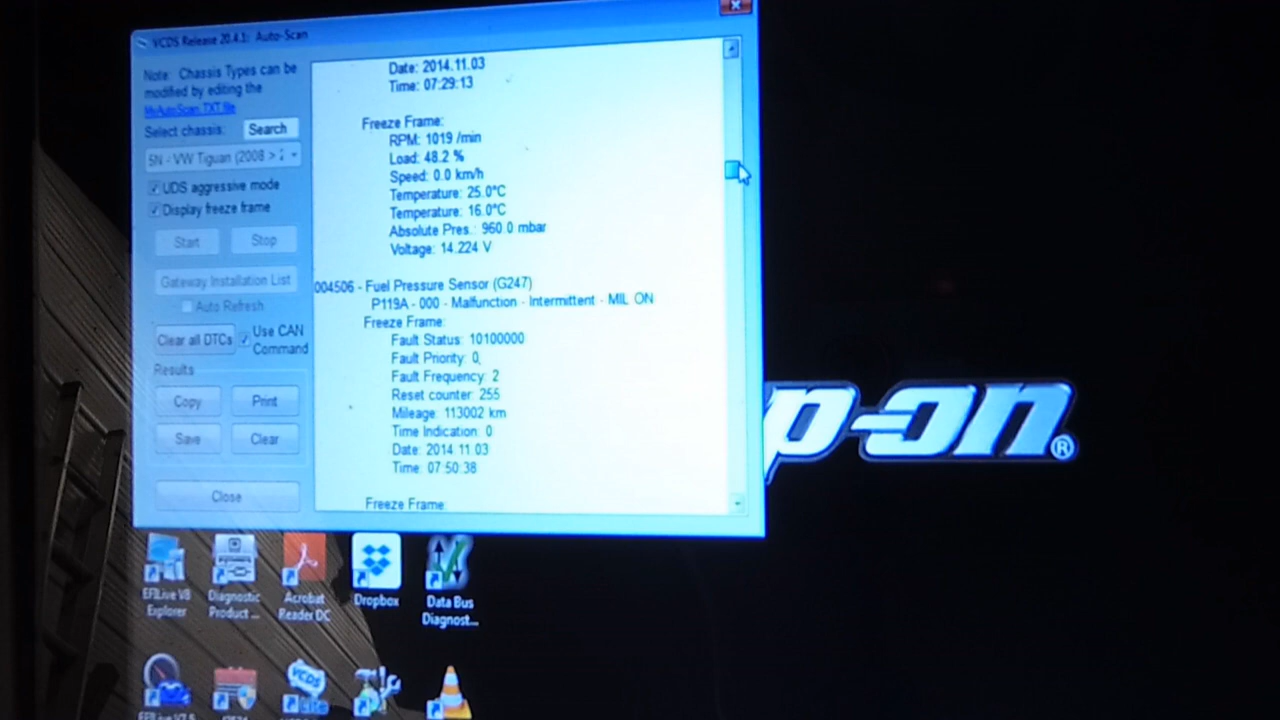 VCDS Release 20.4.1: Auto-Scan
Note: Chassis Types can be
modified by editing the
MyAutoScan.TXT file
Select chassis:
Search
5N - VW Tiguan (2008 >
UDS aggressive mode
Display freeze frame
Start
Stop
Gateway Installation List
Auto Refresh
Clear all DTCs
Use CAN
Command
Results
Copy
Print
Save
Clear
Close
Date: 2014.11.03
Time: 07:29:13
Freeze Frame:
RPM: 1019 /min
Load: 48.2 %
Speed: 0.0 km/h
Temperature: 25.0°C
Temperature: 16.0°C
Absolute Pres.: 960.0 mbar
Voltage: 14.224 V
004506 - Fuel Pressure Sensor (G247)
P119A - 000 - Malfunction - Intermittent - MIL ON
Freeze Frame:
Fault Status: 10100000
Fault Priority: 0
Fault Frequency: 2
Reset counter: 255
Mileage: 113002 km
Time Indication: 0
Date: 2014.11.03
Time: 07:50:38
Freeze Frame:
p-on®
EFILive V8
Explorer
Diagnostic
Product ...
Acrobat
Reader DC
Dropbox
Data Bus
Diagnost...
VCDS
Lite